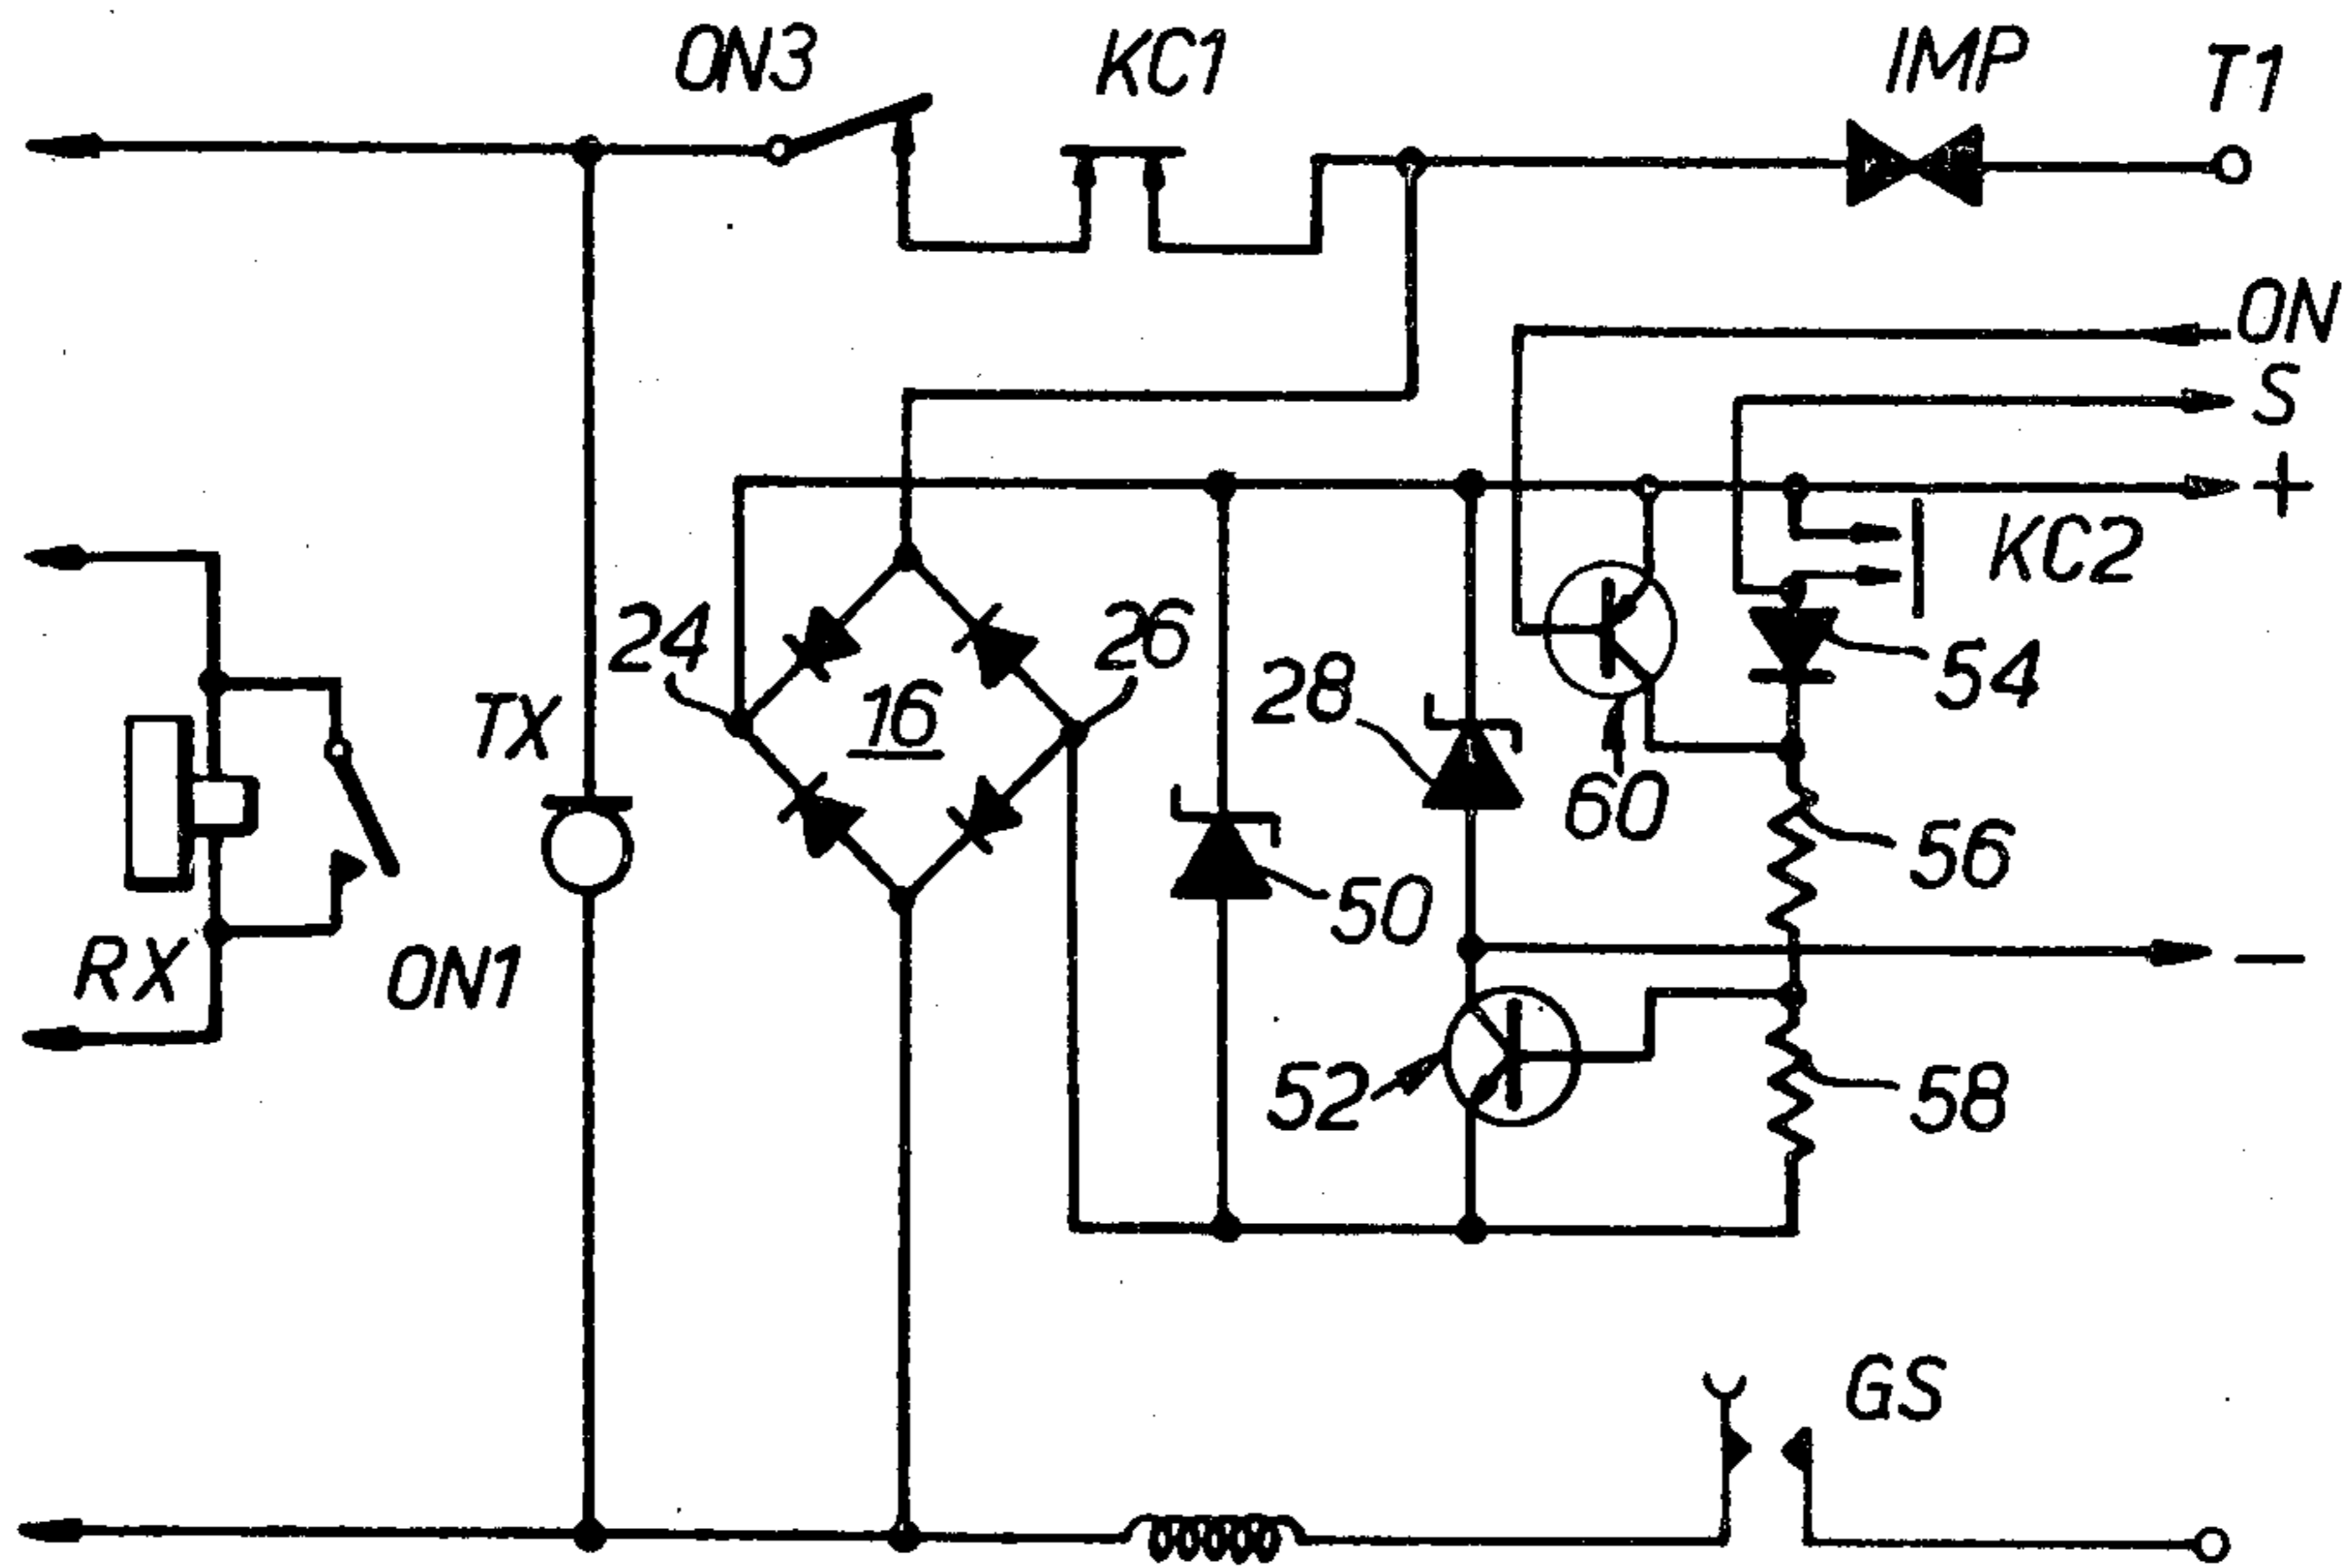 ON3 KC1 IMP T1
ON
S
+
KC2
24 16 26
28
54
TX
60
56
50
RX ON1
−
52
58
GS